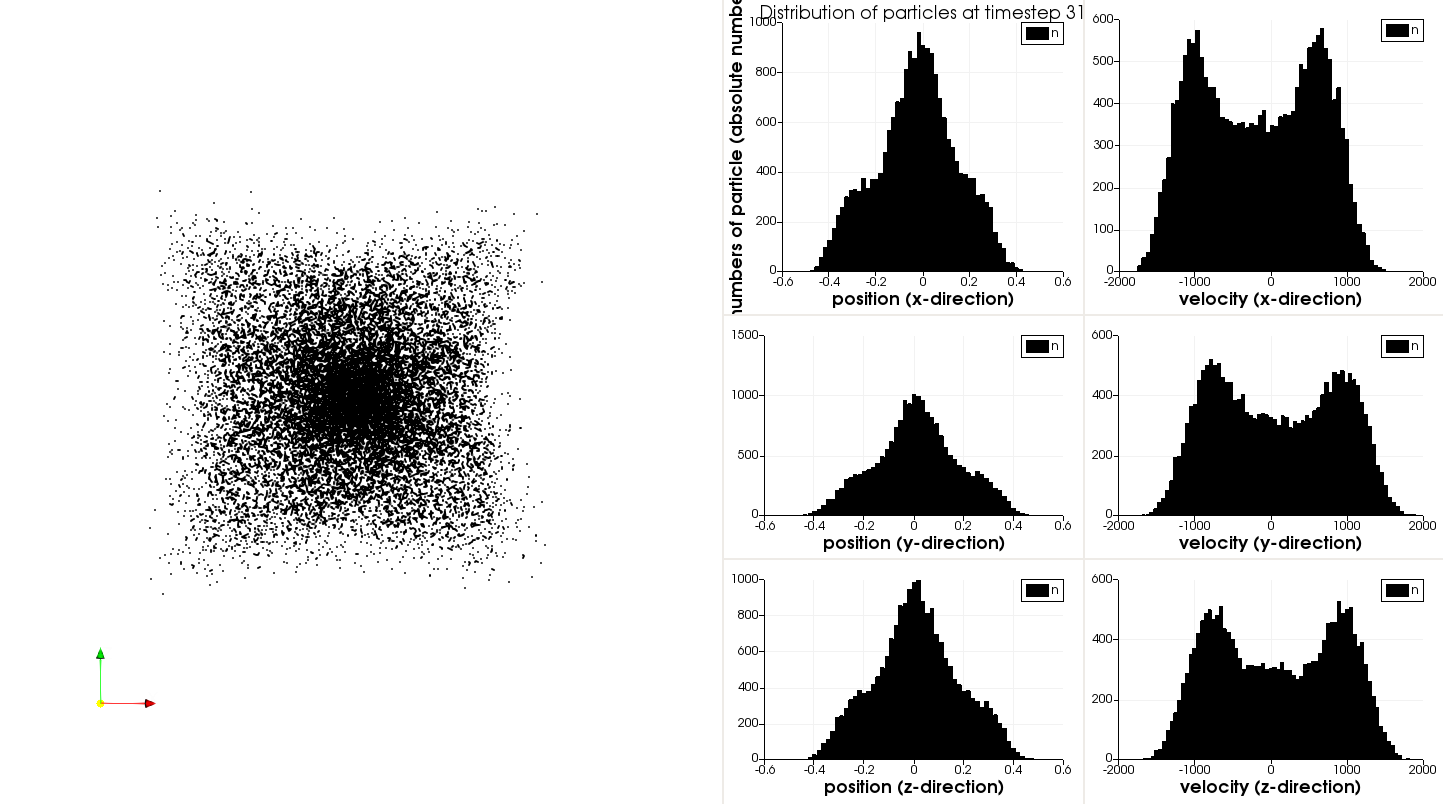 Distribution of particles at timestep 31
numbers of particle (absolute numbe
1000
800
600
400
200
0
-0.6 -0.4 -0.2 0 0.2 0.4 0.6
position (x-direction)
n
600
500
400
300
200
100
0
-2000 -1000 0 1000 2000
velocity (x-direction)
n
1500
1000
500
0
-0.6 -0.4 -0.2 0 0.2 0.4 0.6
position (y-direction)
n
600
400
200
0
-2000 -1000 0 1000 2000
velocity (y-direction)
n
1000
800
600
400
200
0
-0.6 -0.4 -0.2 0 0.2 0.4 0.6
position (z-direction)
n
600
400
200
0
-2000 -1000 0 1000 2000
velocity (z-direction)
n